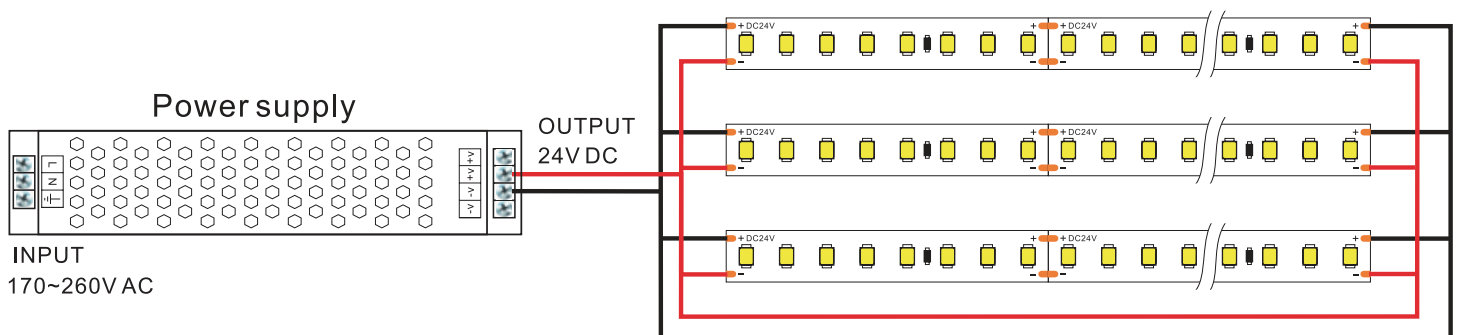 Power supply
L
N
+V
+V
-V
-V
INPUT
170~260V AC
OUTPUT
24V DC
+ DC24V
+
+ DC24V
+
-
-
-
-
+ DC24V
+
+ DC24V
+
-
-
-
-
+ DC24V
+
+ DC24V
+
-
-
-
-